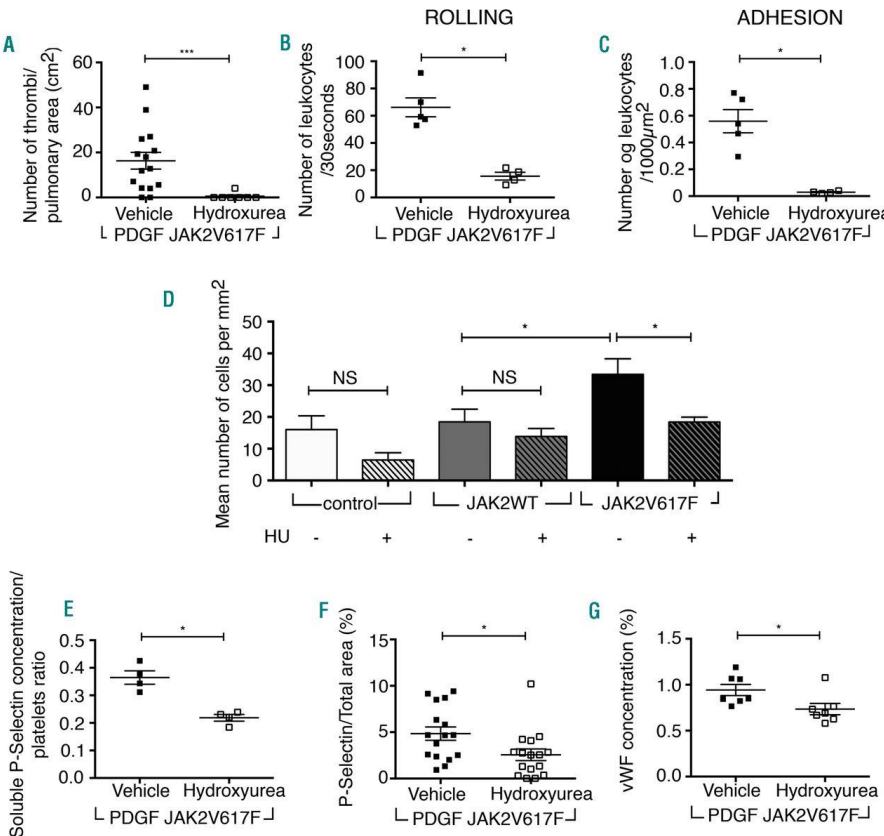 ROLLING
ADHESION
A
Number of thrombi/
pulmonary area (cm2)
60
40
20
0
***
Vehicle Hydroxyurea
PDGF JAK2V617F
B
Number of leukocytes
/30seconds
100
80
60
40
20
0
*
Vehicle Hydroxyurea
PDGF JAK2V617F
C
Number og leukocytes
/1000µm2
1.0
0.8
0.6
0.4
0.2
0
*
Vehicle Hydroxyurea
PDGF JAK2V617F
D
Mean number of cells per mm2
50
40
30
20
10
0
NS
NS
*
*
control JAK2WT JAK2V617F
HU - + - + - +
E
Soluble P-Selectin concentration/
platelets ratio
0.5
0.4
0.3
0.2
0.1
0.0
*
Vehicle Hydroxyurea
PDGF JAK2V617F
F
P-Selectin/Total area (%)
15
10
5
0
*
Vehicle Hydroxyurea
PDGF JAK2V617F
G
vWF concentration (%)
1.5
1.0
0.5
0.0
*
Vehicle Hydroxyurea
PDGF JAK2V617F